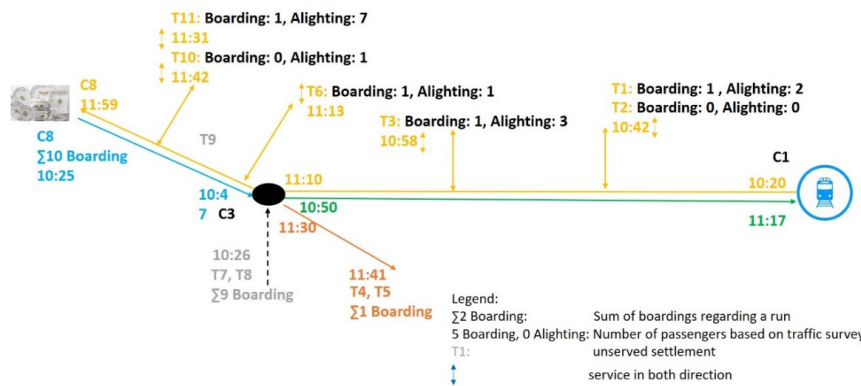 T11: Boarding: 1, Alighting: 7
11:31
T10: Boarding: 0, Alighting: 1
11:42
C8
11:59
T6: Boarding: 1, Alighting: 1
11:13
T1: Boarding: 1 , Alighting: 2
T2: Boarding: 0, Alighting: 0
10:42
T3: Boarding: 1, Alighting: 3
10:58
T9
C8
∑10 Boarding
10:25
C1
11:10
10:20
10:4
7 C3
10:50
11:30
11:17
10:26
T7, T8
∑9 Boarding
11:41
T4, T5
∑1 Boarding
Legend:
∑2 Boarding: Sum of boardings regarding a run
5 Boarding, 0 Alighting: Number of passengers based on traffic survey
T1: unserved settlement
service in both direction